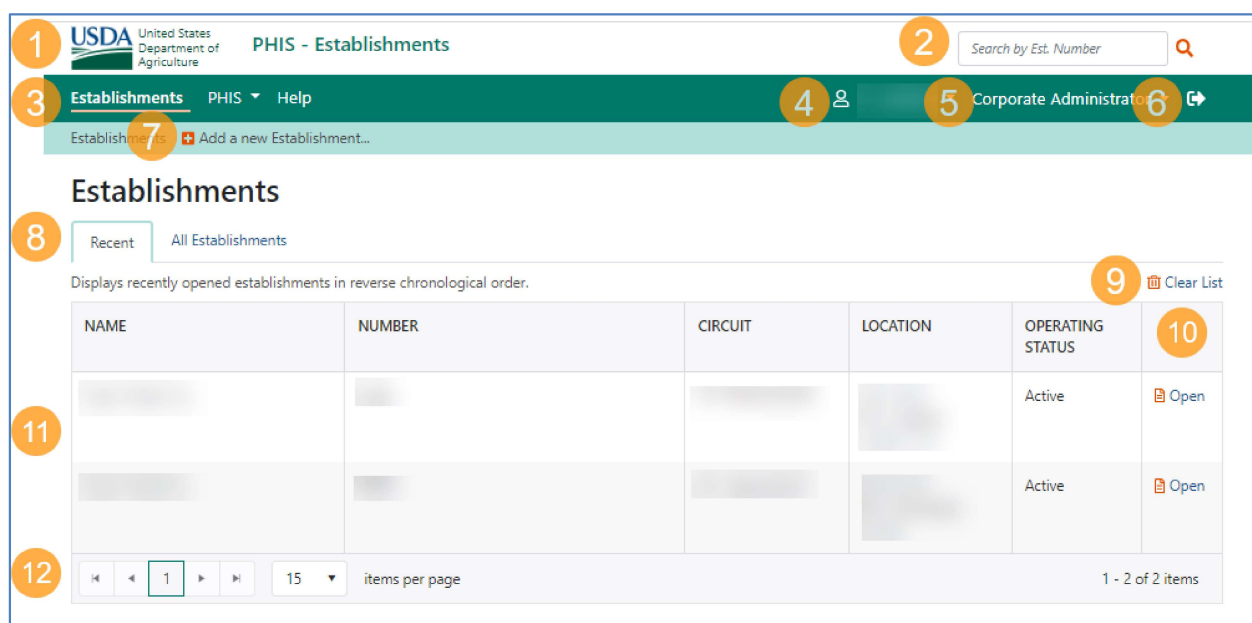 1
USDA United States
Department of
Agriculture
PHIS - Establishments
2
Search by Est. Number
3
Establishments PHIS Help
4
5
Corporate Administrator
6
Establishments
7
Add a new Establishment...
Establishments
8
Recent All Establishments
Displays recently opened establishments in reverse chronological order.
9
Clear List
NAME NUMBER CIRCUIT LOCATION OPERATING
STATUS
10
Active Open
11
Active Open
12
1 15 items per page 1 - 2 of 2 items